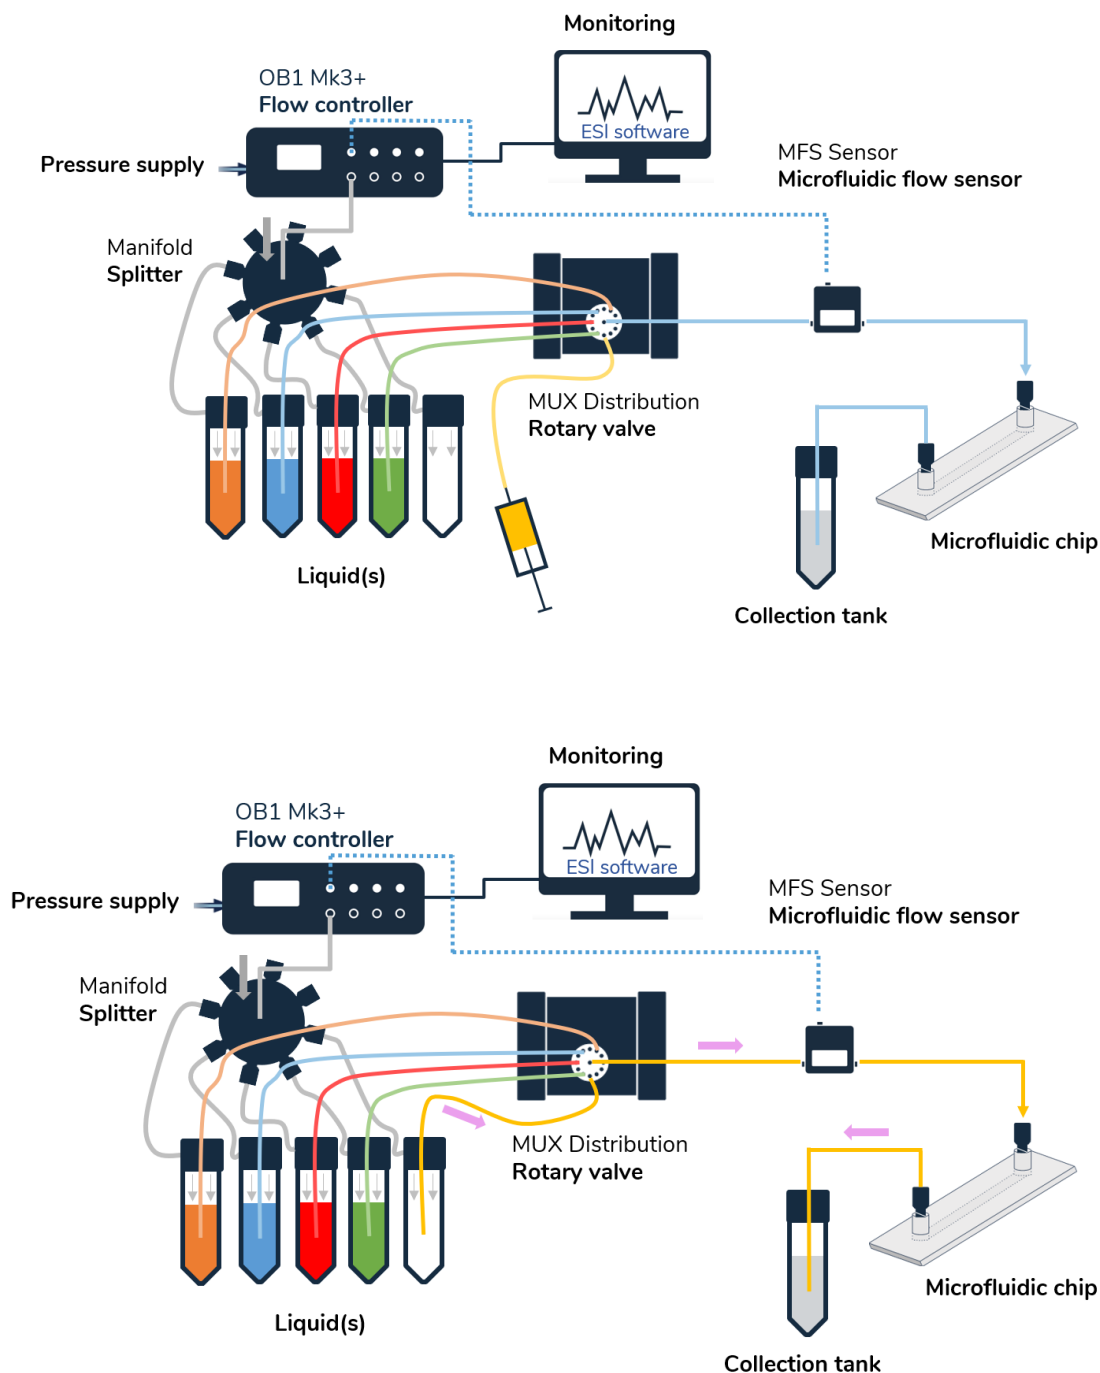 Monitoring
OB1 Mk3+
Flow controller
ESI software
Pressure supply
MFS Sensor
Microfluidic flow sensor
Manifold
Splitter
MUX Distribution
Rotary valve
Microfluidic chip
Liquid(s)
Collection tank
Monitoring
OB1 Mk3+
Flow controller
ESI software
Pressure supply
MFS Sensor
Microfluidic flow sensor
Manifold
Splitter
MUX Distribution
Rotary valve
Microfluidic chip
Liquid(s)
Collection tank